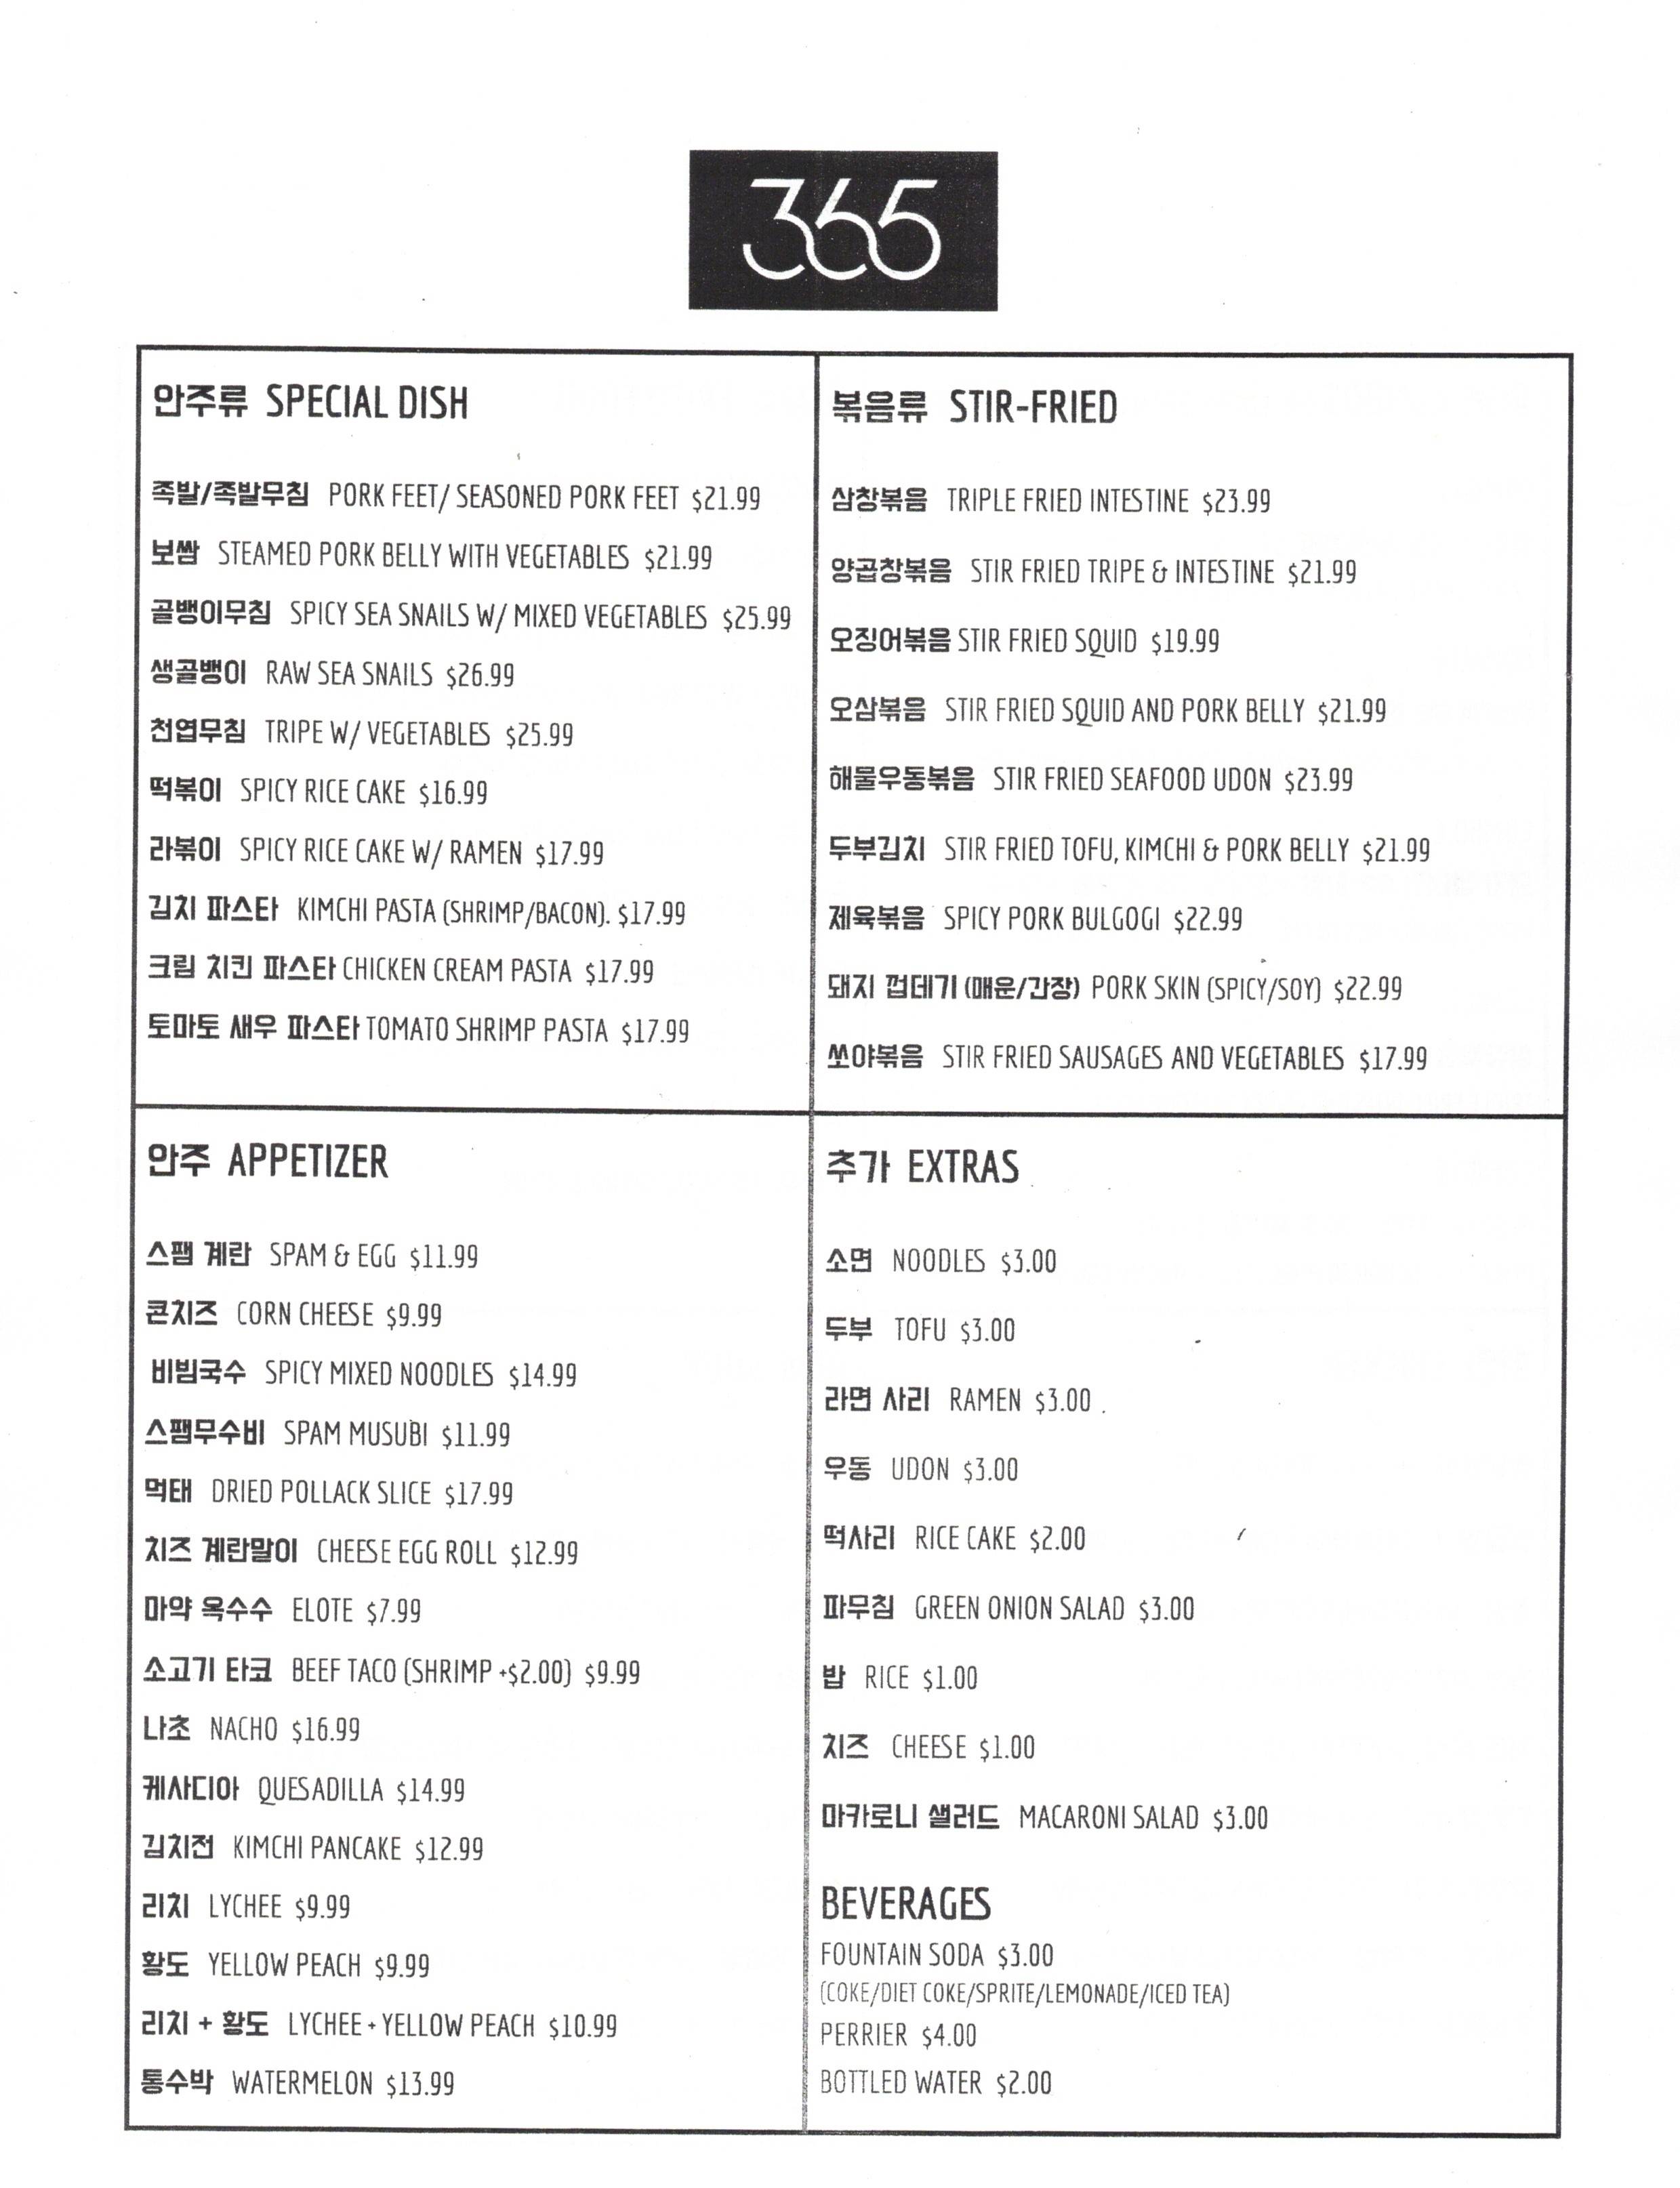 365
안주류 SPECIAL DISH
족발/족발무침 PORK FEET/ SEASONED PORK FEET $21.99
보쌈 STEAMED PORK BELLY WITH VEGETABLES $21.99
골뱅이무침 SPICY SEA SNAILS W/ MIXED VEGETABLES $25.99
생골뱅이 RAW SEA SNAILS $26.99
천엽무침 TRIPE W/ VEGETABLES $25.99
떡볶이 SPICY RICE CAKE $16.99
라볶이 SPICY RICE CAKE W/ RAMEN $17.99
김치 파스타 KIMCHI PASTA (SHRIMP/BACON). $17.99
크림 치킨 파스타 CHICKEN CREAM PASTA $17.99
토마토 새우 파스타 TOMATO SHRIMP PASTA $17.99
볶음류 STIR-FRIED
삼창볶음 TRIPLE FRIED INTESTINE $23.99
양곱창볶음 STIR FRIED TRIPE & INTESTINE $21.99
오징어볶음 STIR FRIED SQUID $19.99
오삼볶음 STIR FRIED SQUID AND PORK BELLY $21.99
해물우동볶음 STIR FRIED SEAFOOD UDON $23.99
두부김치 STIR FRIED TOFU, KIMCHI & PORK BELLY $21.99
제육볶음 SPICY PORK BULGOGI $22.99
돼지 껍데기 (매운/간장) PORK SKIN (SPICY/SOY) $22.99
쏘야볶음 STIR FRIED SAUSAGES AND VEGETABLES $17.99
안주 APPETIZER
스팸 계란 SPAM & EGG $11.99
콘치즈 CORN CHEESE $9.99
비빔국수 SPICY MIXED NOODLES $14.99
스팸무수비 SPAM MUSUBI $11.99
먹태 DRIED POLLACK SLICE $17.99
치즈 계란말이 CHEESE EGG ROLL $12.99
마약 옥수수 ELOTE $7.99
소고기 타코 BEEF TACO (SHRIMP +$2.00) $9.99
나초 NACHO $16.99
케사디아 QUESADILLA $14.99
김치전 KIMCHI PANCAKE $12.99
리치 LYCHEE $9.99
황도 YELLOW PEACH $9.99
리치 + 황도 LYCHEE + YELLOW PEACH $10.99
통수박 WATERMELON $13.99
추가 EXTRAS
소면 NOODLES $3.00
두부 TOFU $3.00
라면 사리 RAMEN $3.00
우동 UDON $3.00
떡사리 RICE CAKE $2.00
파무침 GREEN ONION SALAD $3.00
밥 RICE $1.00
치즈 CHEESE $1.00
마카로니 샐러드 MACARONI SALAD $3.00
BEVERAGES
FOUNTAIN SODA $3.00
(COKE/DIET COKE/SPRITE/LEMONADE/ICED TEA)
PERRIER $4.00
BOTTLED WATER $2.00